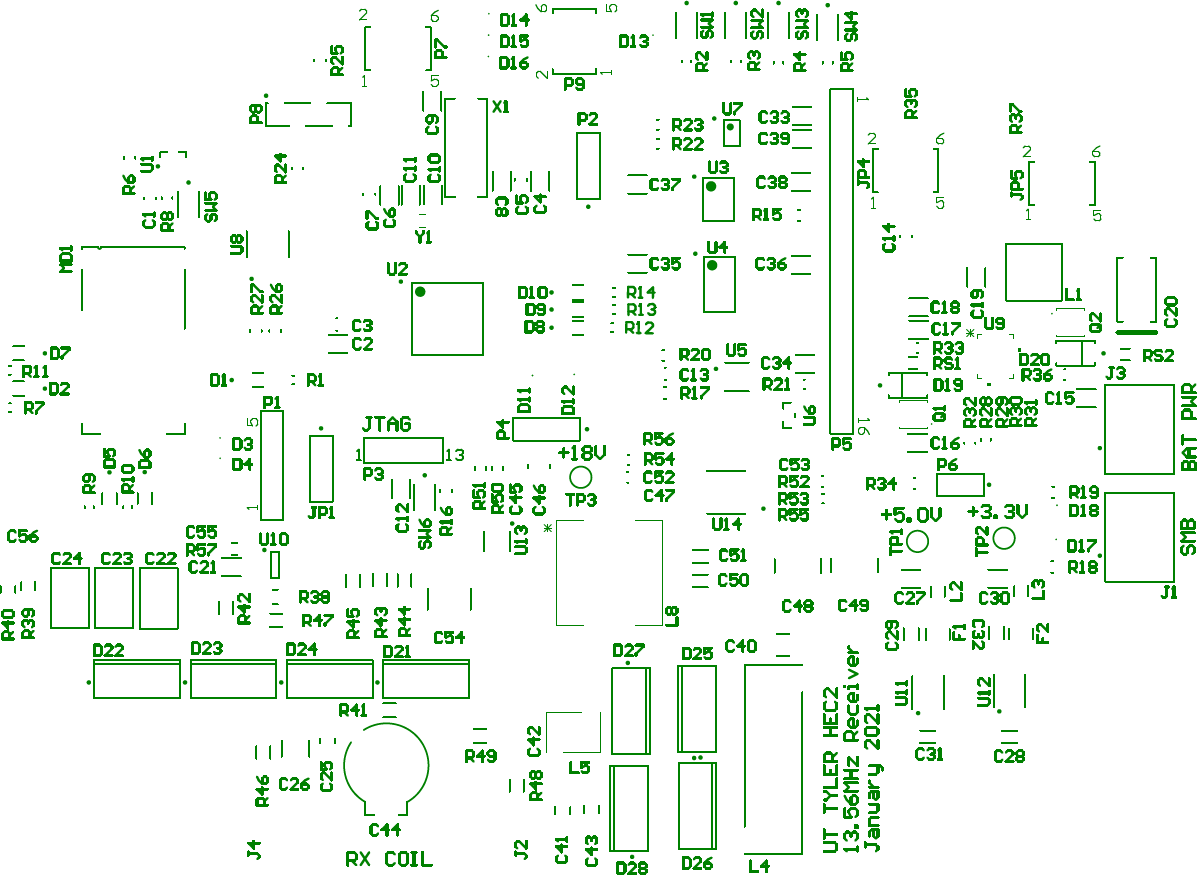 D14
D15
D16
D13
P9
R2
R3
R4
R5
SW1
SW2
SW3
SW4
R25
P7
P8
C9
X1
P2
R23
R22
U7
C33
C39
R35
R37
U1
R6
R24
C11
C10
U3
JP4
JP5
C37
C38
C1
R8
SW5
C7
C6
C8
C5
C4
R15
Y1
U8
U4
C14
MD1
U2
C35
C36
R27
R26
D10
D9
D8
R14
R13
R12
C3
C2
C18
C17
C19
U9
L1
Q2
C20
D7
D2
R11
R7
D1
R1
R20
C13
R17
U5
C34
R21
R33
RS
D19
D20
R36
RS2
J3
C15
P1
JTAG
P4
D11
D12
+18V
U6
P5
Q1
R32
R28
R29
R30
R31
BAT PWR
D3
D4
D5
D6
R9
R10
JP1
P3
R56
R54
C52
C47
TP3
C53
R52
R53
R55
R34
P6
R19
D18
C12
SW6
R16
R51
R50
C43
C46
U14
+5.0V
+3.3V
TP1
TP2
D17
R18
GND
J1
C56
C55
R57
U10
U13
C51
C50
C24
C23
C22
C21
R40
R39
R42
R38
R47
R45
R43
R44
C54
L8
C48
C49
C27
L2
C30
L3
C29
F1
C32
F2
D22
D23
D24
D21
D27
D25
C40
U11
U12
R41
R49
C42
L5
C31
C28
R46
C26
C25
R48
C44
C41
C43
J4
RX COIL
J2
D28
D26
L4
UTT TYLER HEC2
13.56MHz Receiver
January 2021